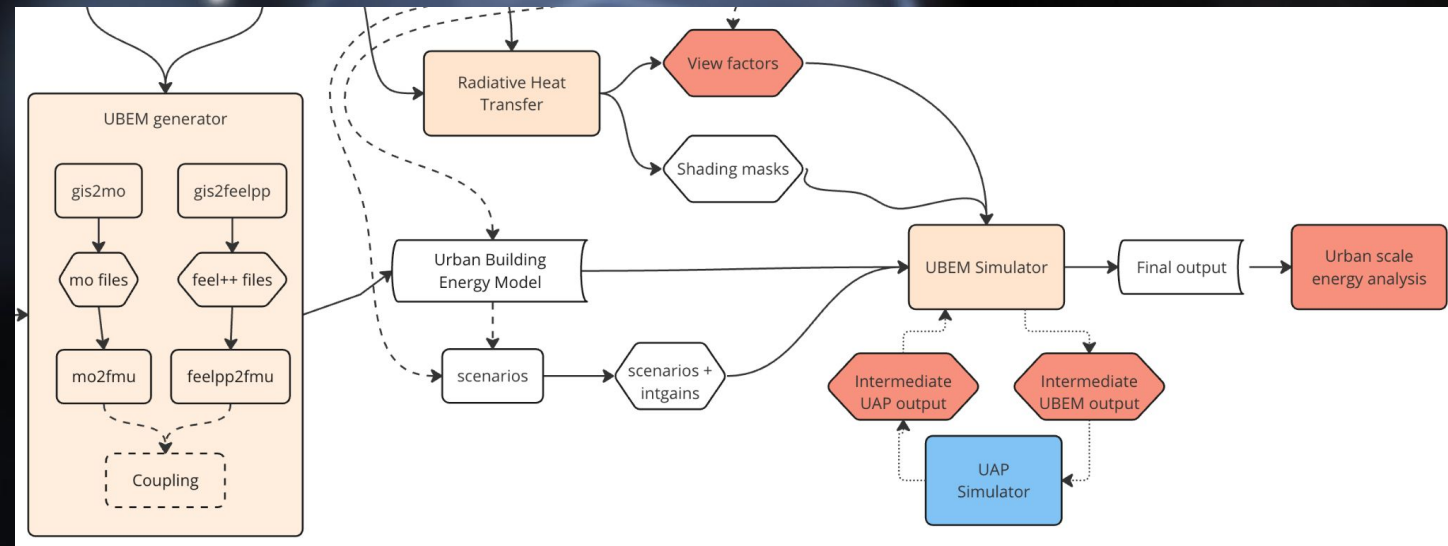 UBEM generator
gis2mo
gis2feelpp
mo files
feel++ files
mo2fmu
feelpp2fmu
Coupling
Radiative Heat
Transfer
View factors
Shading masks
Urban Building
Energy Model
scenarios
scenarios +
intgains
UBEM Simulator
Final output
Urban scale
energy analysis
Intermediate
UAP output
Intermediate
UBEM output
UAP
Simulator